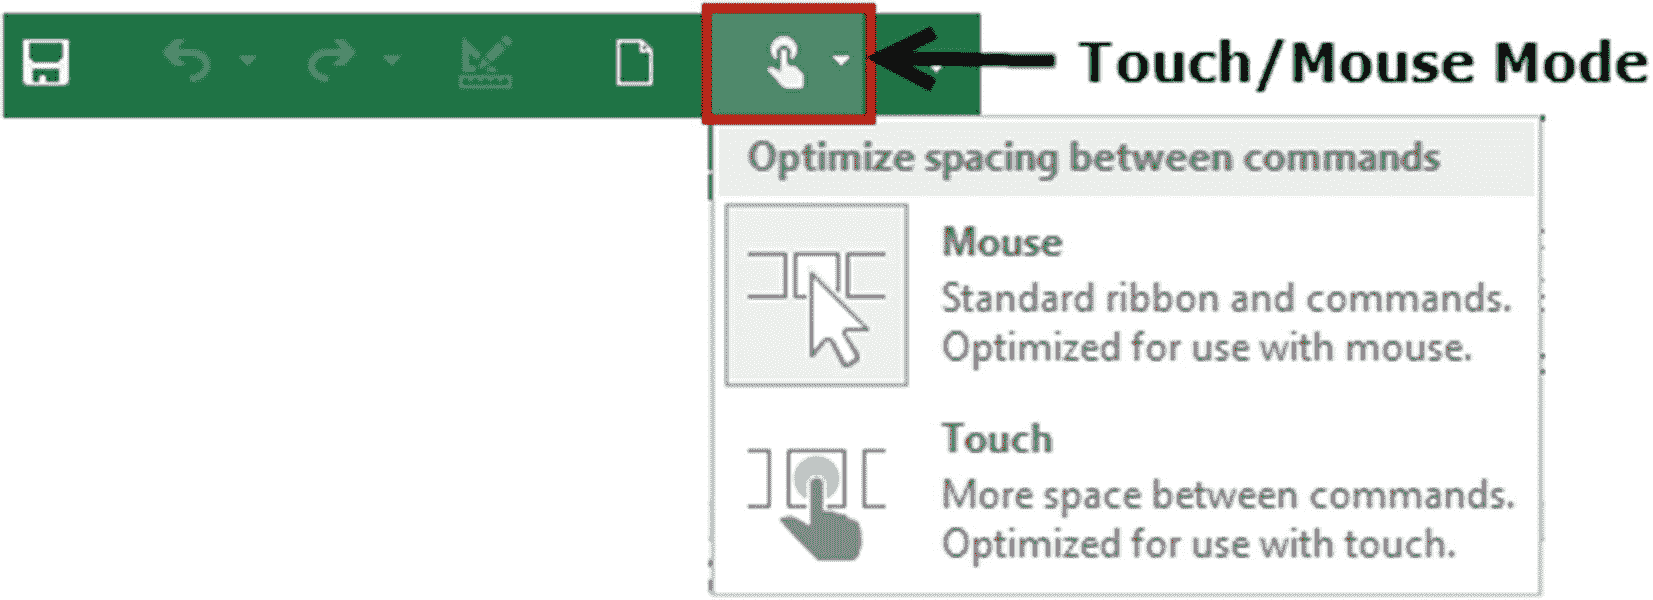 Touch/Mouse Mode
Optimize spacing between commands
Mouse
Standard ribbon and commands.
Optimized for use with mouse.
Touch
More space between commands.
Optimized for use with touch.